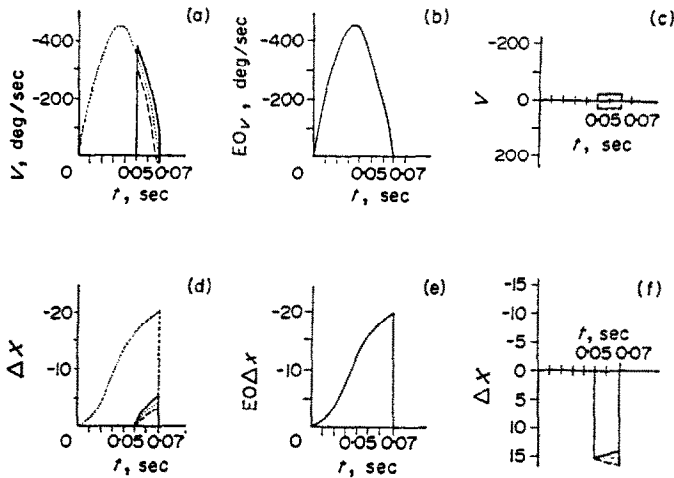 (a)
-400
-200
0
0·05 0·07
V, deg/sec
t, sec
(b)
-400
-200
0
0·05 0·07
EOV, deg/sec
t, sec
(c)
-200
0
200
0·05 0·07
V
t, sec
(d)
-20
-10
0
0·05 0·07
ΔX
t, sec
(e)
-20
-10
0
0·05 0·07
EOΔX
t, sec
(f)
-15
-10
-5
0
5
10
15
t, sec
0·05 0·07
ΔX